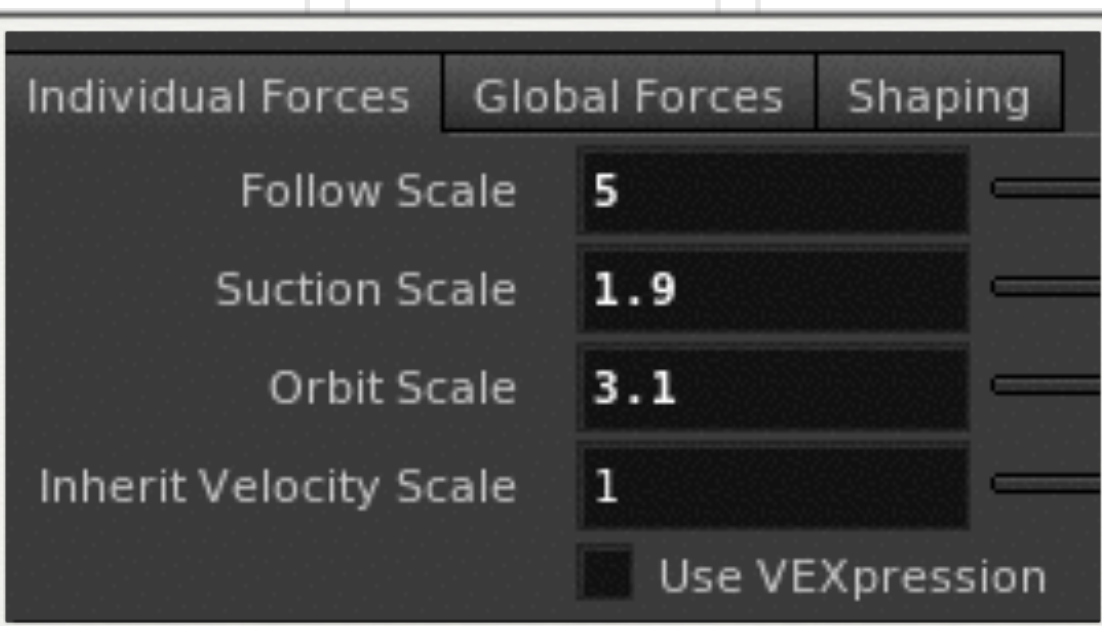 Individual Forces Global Forces Shaping
Follow Scale 5
Suction Scale 1.9
Orbit Scale 3.1
Inherit Velocity Scale 1
Use VEXpression